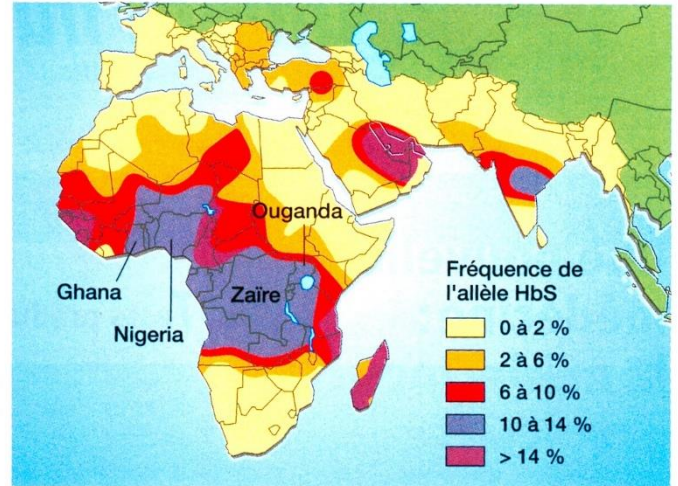 Ouganda
Ghana
Zaïre
Nigeria
Fréquence de
l'allèle HbS
0 à 2 %
2 à 6 %
6 à 10 %
10 à 14 %
> 14 %